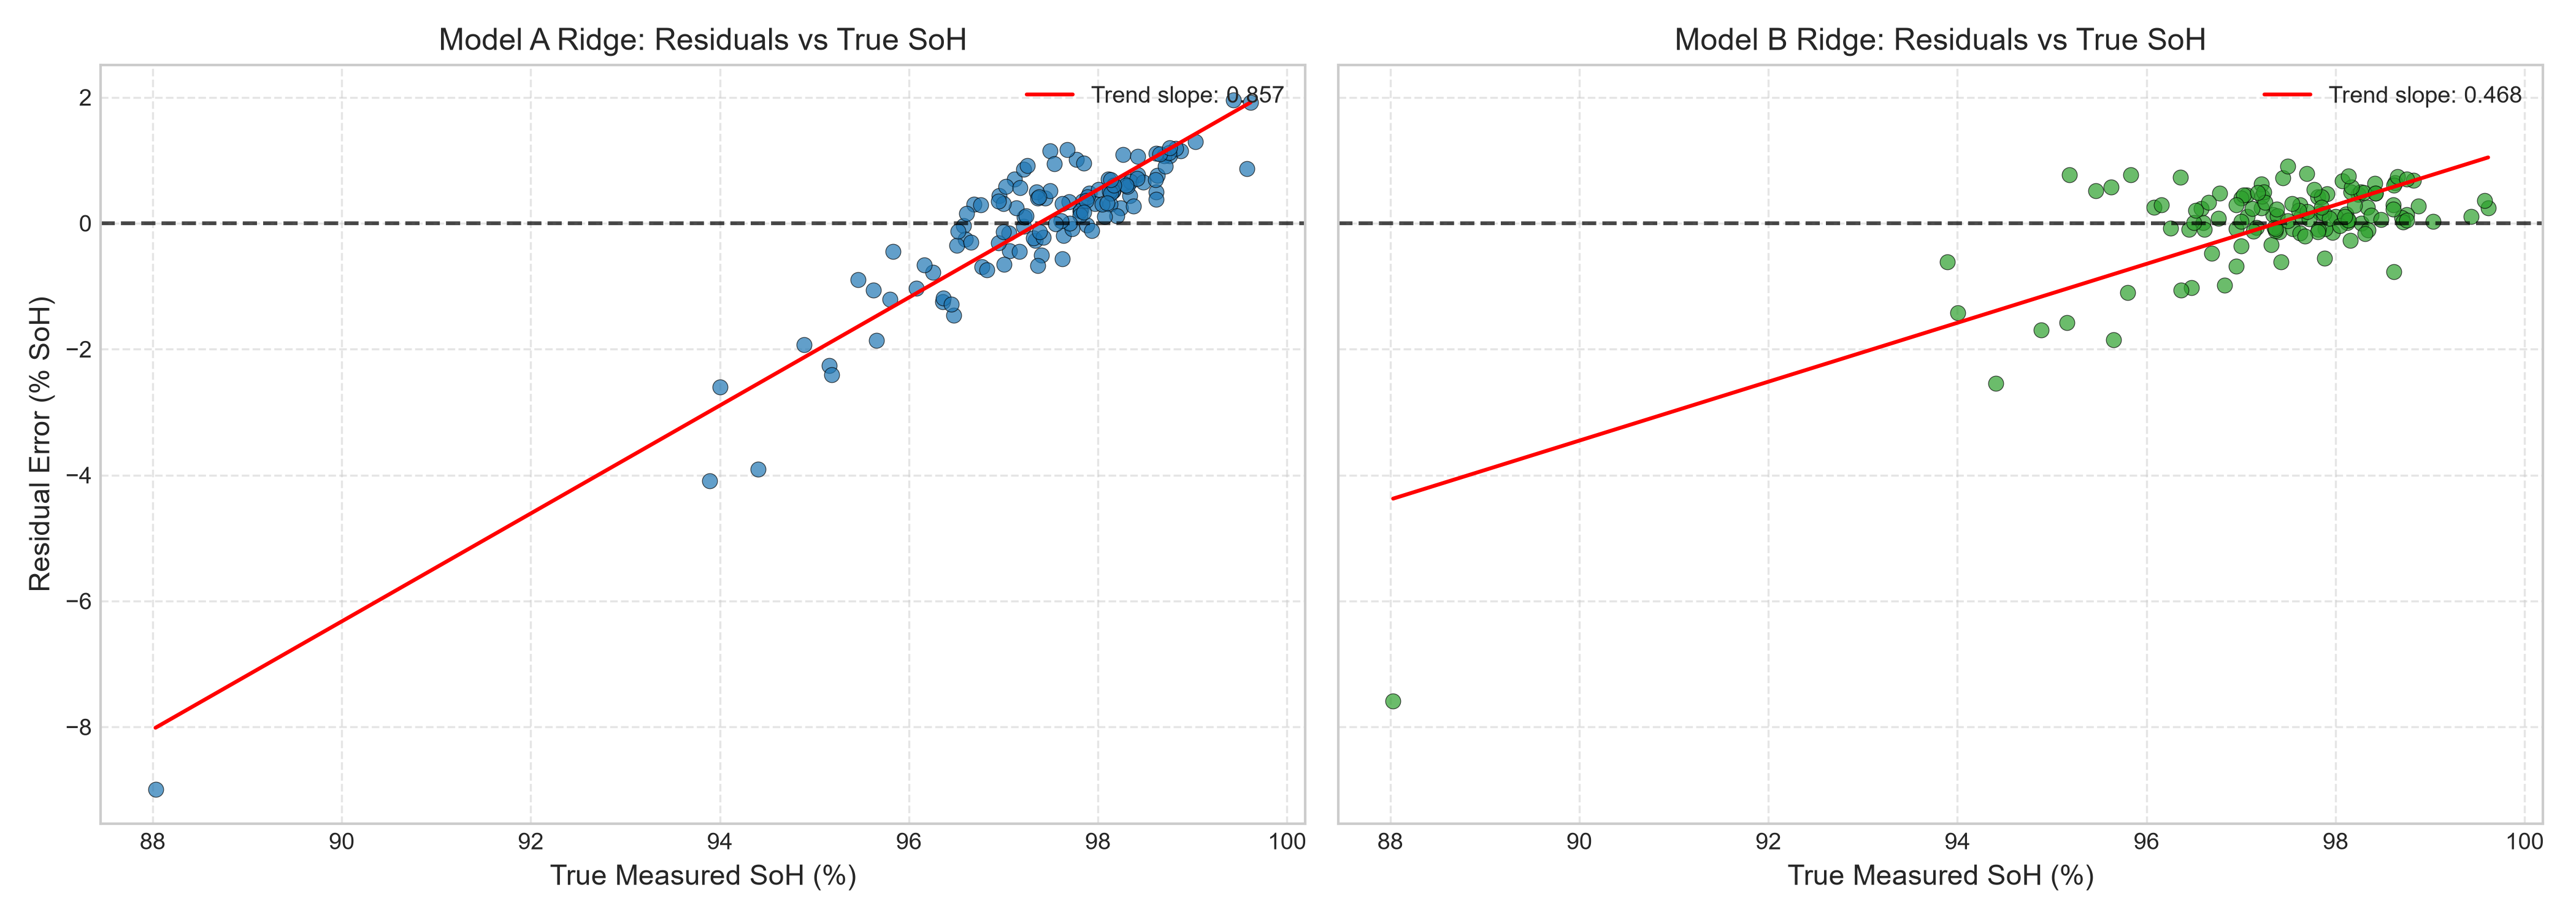 Model A Ridge: Residuals vs True SoH
Model B Ridge: Residuals vs True SoH
Residual Error (% SoH)
2
0
−2
−4
−6
−8
Trend slope: 0.857
Trend slope: 0.468
88 90 92 94 96 98 100
88 90 92 94 96 98 100
True Measured SoH (%)
True Measured SoH (%)